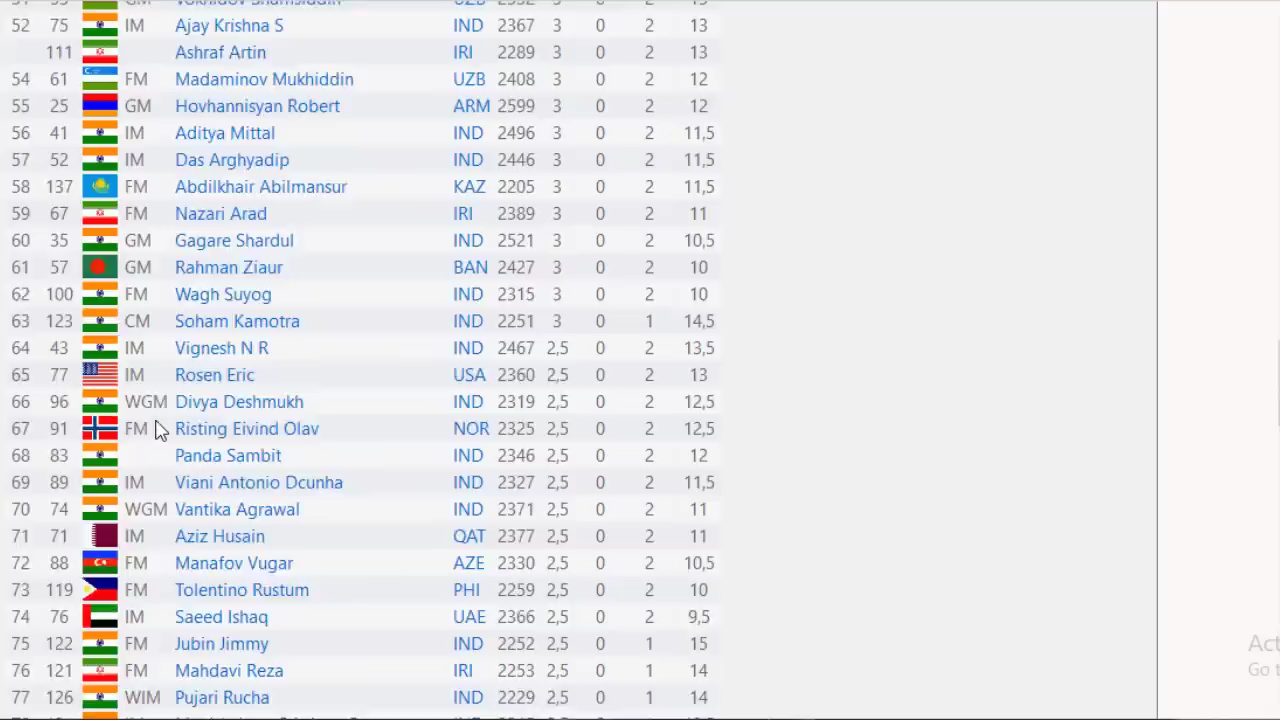 52 75 IM Ajay Krishna S IND 2367 3 0 2 13
111 Ashraf Artin IRI 2289 3 0 2 13
54 61 FM Madaminov Mukhiddin UZB 2408 3 0 2 12
55 25 GM Hovhannisyan Robert ARM 2599 3 0 2 12
56 41 IM Aditya Mittal IND 2496 3 0 2 11,5
57 52 IM Das Arghyadip IND 2446 3 0 2 11,5
58 137 FM Abdilkhair Abilmansur KAZ 2205 3 0 2 11,5
59 67 FM Nazari Arad IRI 2389 3 0 2 11
60 35 GM Gagare Shardul IND 2521 3 0 2 10,5
61 57 GM Rahman Ziaur BAN 2427 3 0 2 10
62 100 FM Wagh Suyog IND 2315 3 0 2 10
63 123 CM Soham Kamotra IND 2251 3 0 1 14,5
64 43 IM Vignesh N R IND 2467 2,5 0 2 13,5
65 77 IM Rosen Eric USA 2360 2,5 0 2 13
66 96 WGM Divya Deshmukh IND 2319 2,5 0 2 12,5
67 91 FM Risting Eivind Olav NOR 2325 2,5 0 2 12,5
68 83 Panda Sambit IND 2346 2,5 0 2 12
69 89 IM Viani Antonio Dcunha IND 2327 2,5 0 2 11,5
70 74 WGM Vantika Agrawal IND 2371 2,5 0 2 11
71 71 IM Aziz Husain QAT 2377 2,5 0 2 11
72 88 FM Manafov Vugar AZE 2330 2,5 0 2 10,5
73 119 FM Tolentino Rustum PHI 2259 2,5 0 2 10
74 76 IM Saeed Ishaq UAE 2366 2,5 0 2 9,5
75 122 FM Jubin Jimmy IND 2252 2,5 0 1 15
76 121 FM Mahdavi Reza IRI 2253 2,5 0 1 14
77 126 WIM Pujari Rucha IND 2229 2,5 0 1 14
Act
Go t